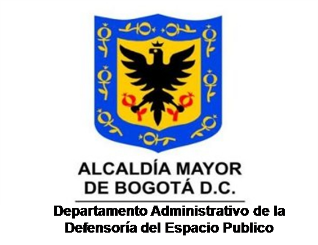 ALCALDÍA MAYOR
DE BOGOTÁ D.C.
Departamento Administrativo de la
Defensoría del Espacio Publico